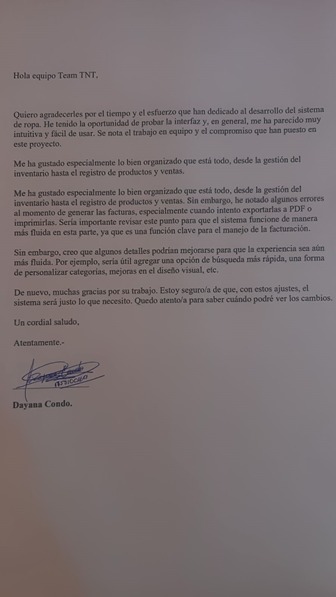 Hola equipo Team TNT,
Quiero agradecerles por el tiempo y el esfuerzo que han dedicado al desarrollo del sistema
de ropa. He tenido la oportunidad de probar la interfaz y, en general, me ha parecido muy
intuitiva y fácil de usar. Se nota el trabajo en equipo y el compromiso que han puesto en
este proyecto.
Me ha gustado especialmente lo bien organizado que está todo, desde la gestión del
inventario hasta el registro de productos y ventas.
Me ha gustado especialmente lo bien organizado que está todo, desde la gestión del
inventario hasta el registro de productos y ventas. Sin embargo, he notado algunos errores
al momento de generar las facturas, especialmente cuando intento exportarlas a PDF o
imprimirlas. Sería importante revisar este punto para que el sistema funcione de manera
más fluida en esta parte, ya que es una función clave para el manejo de la facturación.
Sin embargo, creo que algunos detalles podrían mejorarse para que la experiencia sea aún
más fluida. Por ejemplo, sería útil agregar una opción de búsqueda más rápida, una forma
de personalizar categorías, mejoras en el diseño visual, etc.
De nuevo, muchas gracias por su trabajo. Estoy seguro/a de que, con estos ajustes, el
sistema será justo lo que necesito. Quedo atento/a para saber cuándo podré ver los cambios.
Un cordial saludo,
Atentamente.-
Dayana Condo.